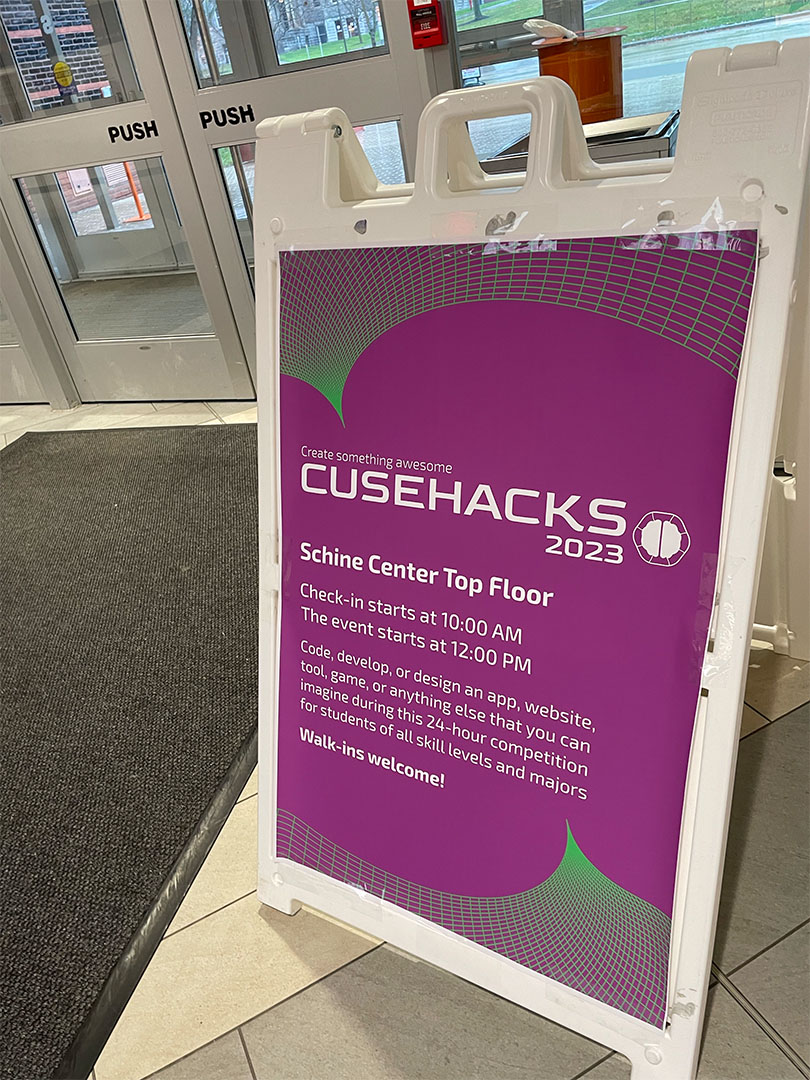 PUSH
PUSH
Create something awesome
CUSEHACKS
2023
Schine Center Top Floor
Check-in starts at 10:00 AM
The event starts at 12:00 PM
Code, develop, or design an app, website,
tool, game, or anything else that you can
imagine during this 24-hour competition
for students of all skill levels and majors
Walk-ins welcome!